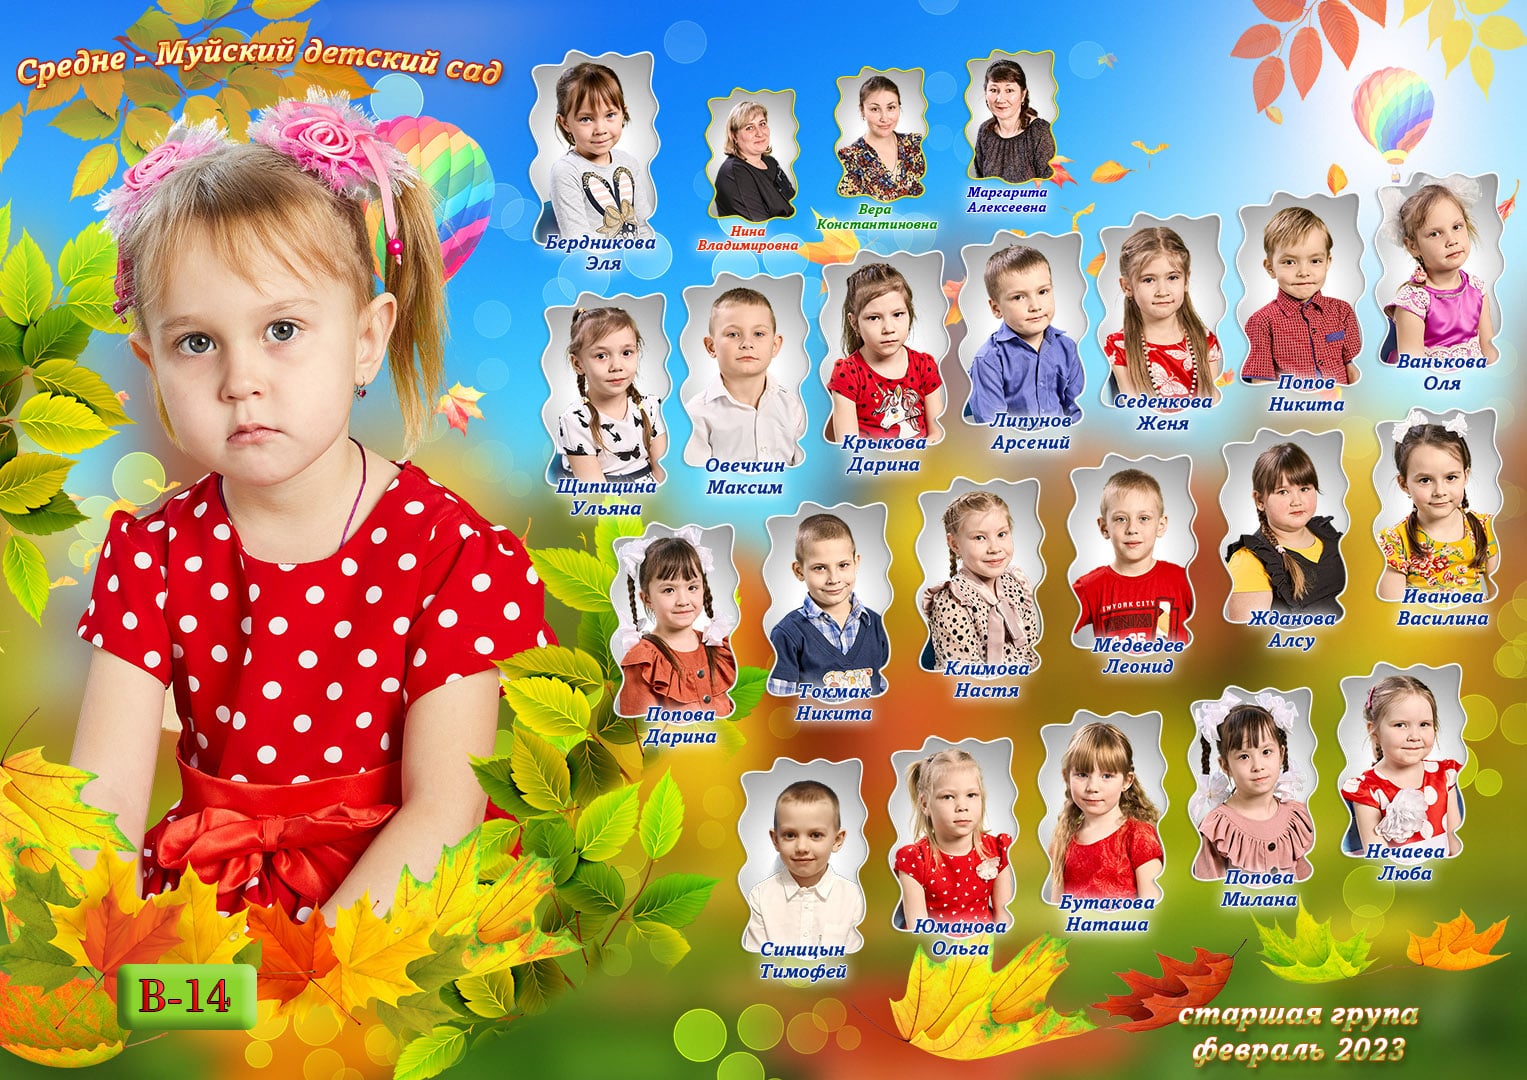 Средне - Муйский детский сад
Бердникова
Эля
Нина
Владимировна
Вера
Константиновна
Маргарита
Алексеевна
Щипицина
Ульяна
Овечкин
Максим
Крыкова
Дарина
Липунов
Арсений
Седенкова
Женя
Попов
Никита
Ванькова
Оля
Попова
Дарина
Токмак
Никита
Климова
Настя
EWYORK CITY
Медведев
Леонид
Жданова
Алсу
Иванова
Василина
Синицын
Тимофей
Юманова
Ольга
Бутакова
Наташа
Попова
Милана
Нечаева
Люба
В-14
старшая група
февраль 2023